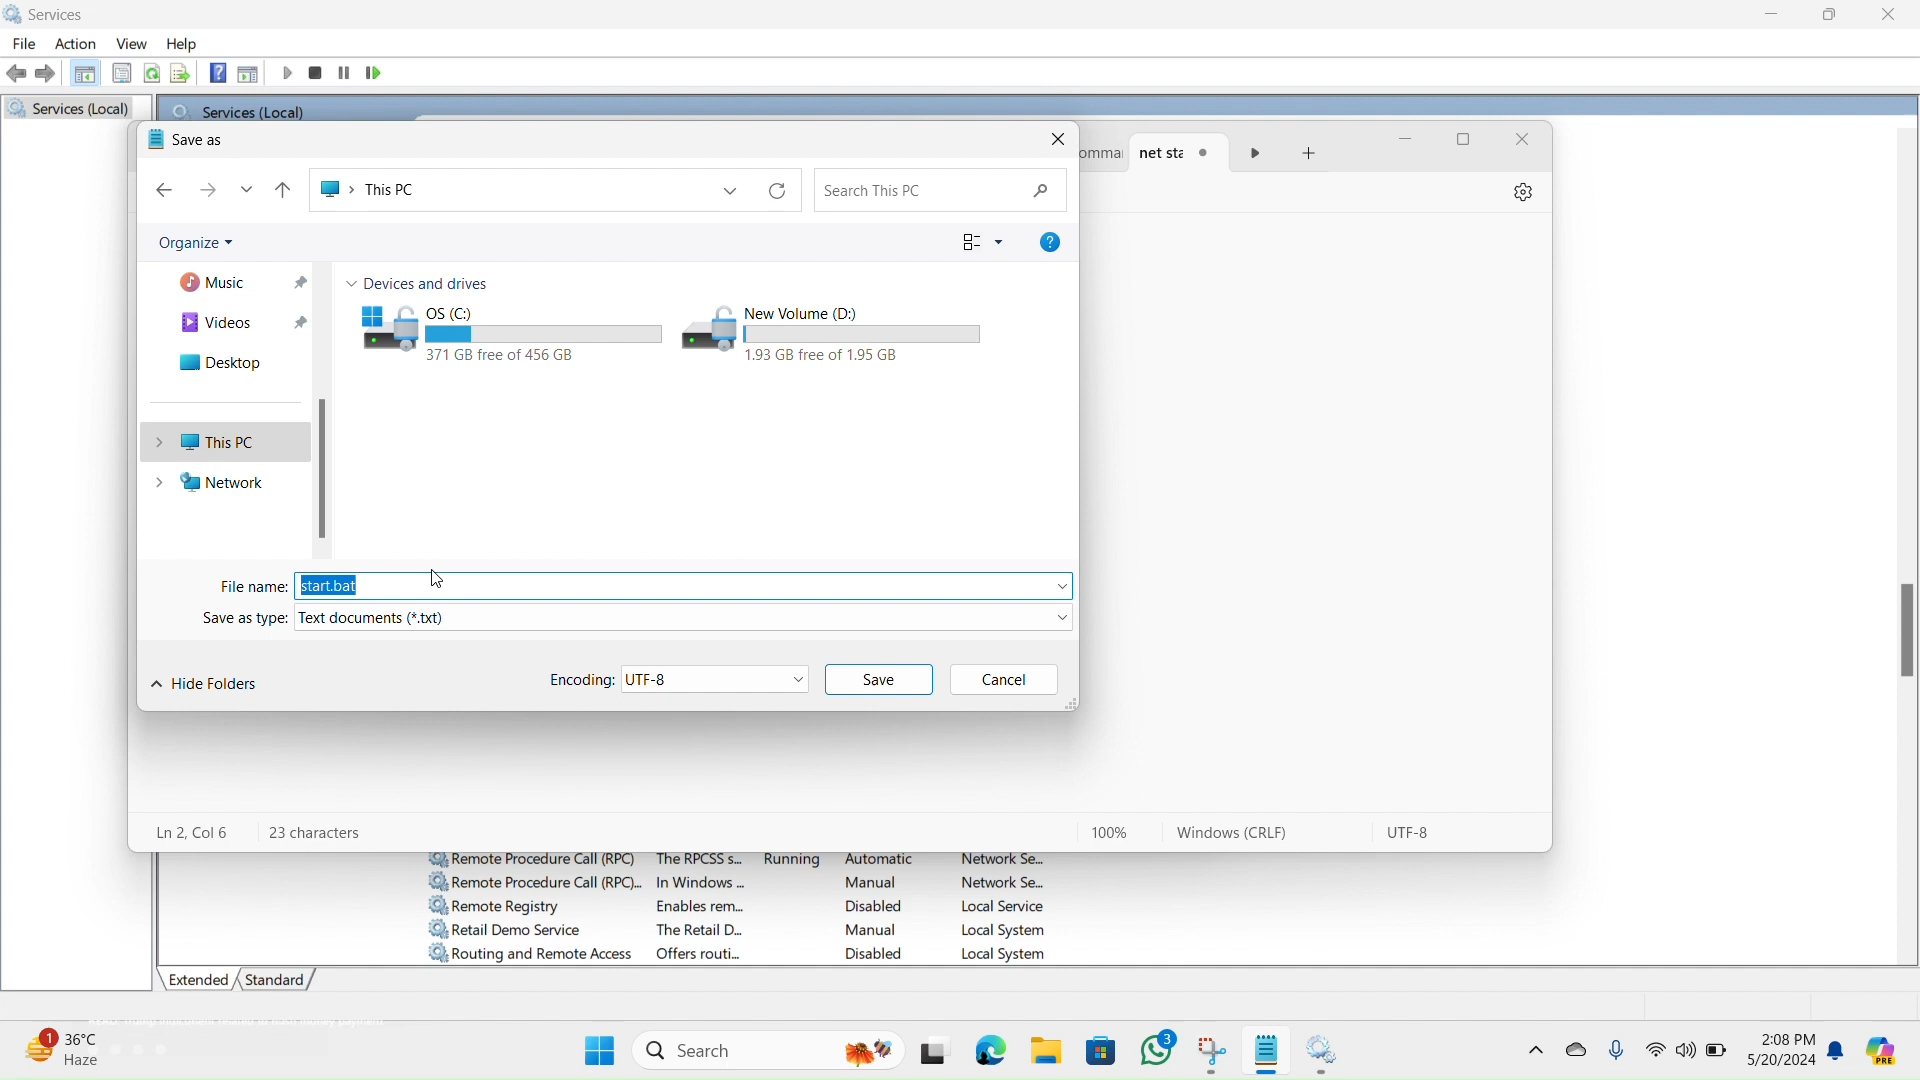 Services
File Action View Help
Services (Local)
Services (Local)
Save as
omma net sta
This PC
Search This PC
Organize
Music
Videos
Desktop
This PC
Network
Devices and drives
OS (C:)
371 GB free of 456 GB
New Volume (D:)
1.93 GB free of 1.95 GB
File name: start.bat
Save as type: Text documents (*.txt)
Hide Folders
Encoding: UTF-8
Save
Cancel
Ln 2, Col 6 23 characters 100% Windows (CRLF) UTF-8
Remote Procedure Call (RPC) The RPCSS s... Running Automatic Network Se...
Remote Procedure Call (RPC)... In Windows ... Manual Network Se...
Remote Registry Enables rem... Disabled Local Service
Retail Demo Service The Retail D... Manual Local System
Routing and Remote Access Offers routi... Disabled Local System
Extended Standard
1
36°C
Haze
Search
3
2:08 PM
5/20/2024
PRE